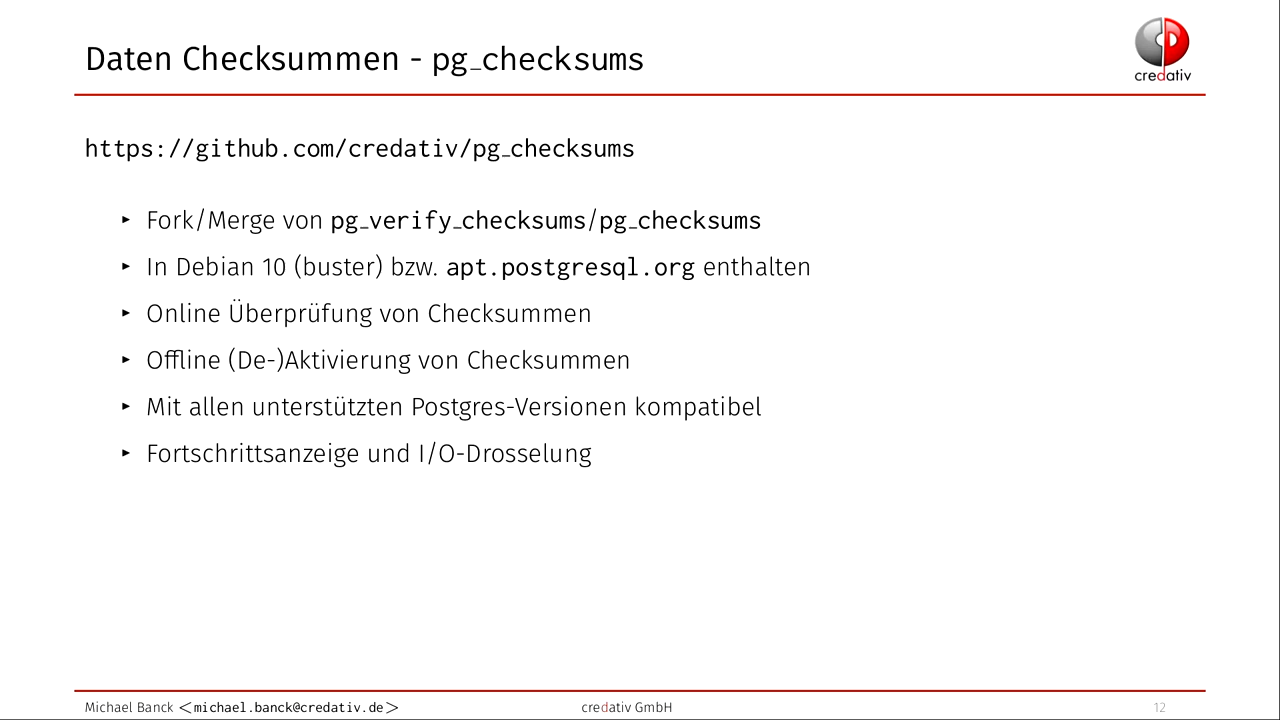 Daten Checksummen - pg_checksums
credativ
https://github.com/credativ/pg_checksums
‣ Fork/Merge von pg_verify_checksums/pg_checksums
‣ In Debian 10 (buster) bzw. apt.postgresql.org enthalten
‣ Online Überprüfung von Checksummen
‣ Offline (De-)Aktivierung von Checksummen
‣ Mit allen unterstützten Postgres-Versionen kompatibel
‣ Fortschrittsanzeige und I/O-Drosselung
Michael Banck <michael.banck@credativ.de> credativ GmbH 12